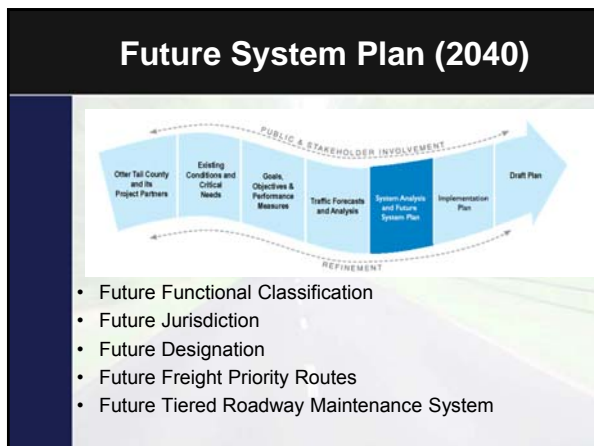 Future System Plan (2040)
PUBLIC & STAKEHOLDER INVOLVEMENT
Otter Tail County
and its
Project Partners
Existing
Conditions and
Critical
Needs
Goals,
Objectives &
Performance
Measures
Traffic Forecasts
and Analysis
System Analysis
and Future
System Plan
Implementation
Plan
Draft Plan
REFINEMENT
• Future Functional Classification
• Future Jurisdiction
• Future Designation
• Future Freight Priority Routes
• Future Tiered Roadway Maintenance System